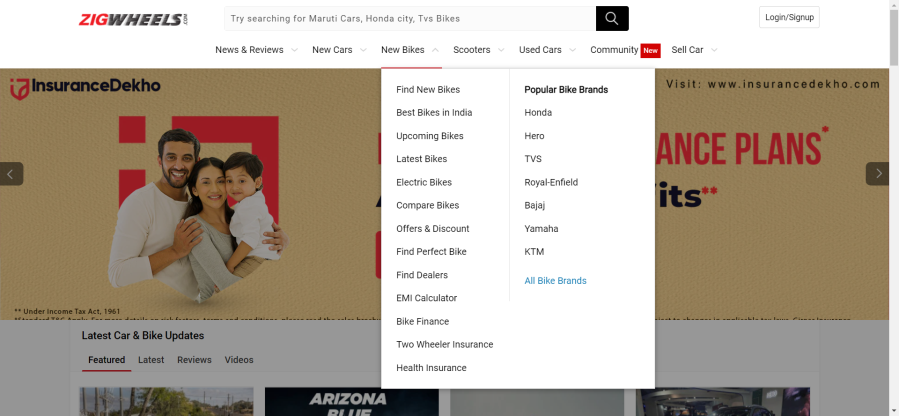 ZIGWHEELS.COM
Try searching for Maruti Cars, Honda city, Tvs Bikes
Login/Signup
News & Reviews
New Cars
New Bikes
Scooters
Used Cars
Community New
Sell Car
InsuranceDekho
Visit: www.insurancedekho.com
ANCE PLANS*
its**
Find New Bikes
Best Bikes in India
Upcoming Bikes
Latest Bikes
Electric Bikes
Compare Bikes
Offers & Discount
Find Perfect Bike
Find Dealers
EMI Calculator
Bike Finance
Two Wheeler Insurance
Health Insurance
Popular Bike Brands
Honda
Hero
TVS
Royal-Enfield
Bajaj
Yamaha
KTM
All Bike Brands
** Under Income Tax Act, 1961
Latest Car & Bike Updates
Featured
Latest
Reviews
Videos
ARIZONA
BLUE